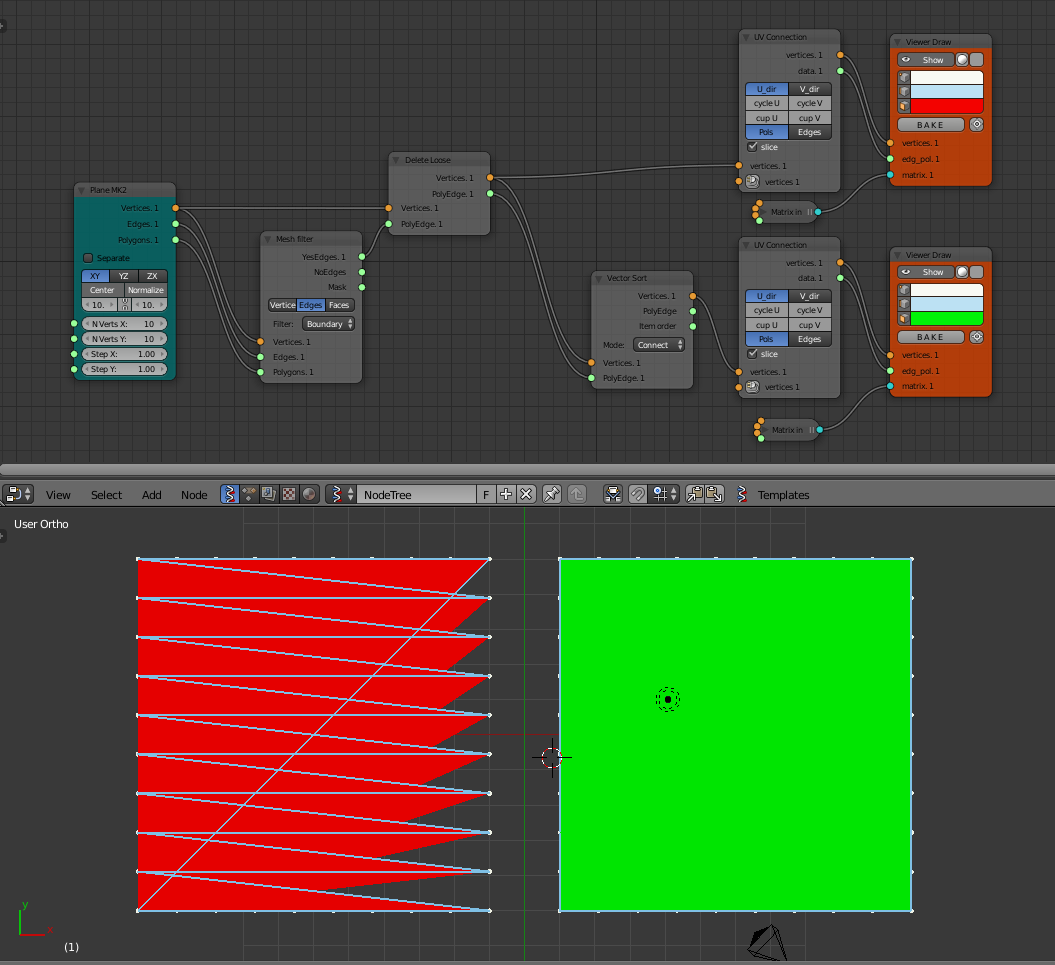 Plane MK2
Vertices. 1
Edges. 1
Polygons. 1
Separate
XY YZ ZX
Center Normalize
10. 10.
N Verts X: 10
N Verts Y: 10
Step X: 1.00
Step Y: 1.00
Mesh filter
YesEdges. 1
NoEdges
Mask
Vertice Edges Faces
Filter: Boundary
Vertices. 1
Edges. 1
Polygons. 1
Delete Loose
Vertices. 1
PolyEdge. 1
Vertices. 1
PolyEdge. 1
Vector Sort
Vertices. 1
PolyEdge
Item order
Mode: Connect
Vertices. 1
PolyEdge. 1
UV Connection
vertices. 1
data. 1
U_dir V_dir
cycle U cycle V
cup U cup V
Pols Edges
slice
vertices. 1
vertices 1
Matrix in
Viewer Draw
Show
BAKE
vertices. 1
edg_pol. 1
matrix. 1
UV Connection
vertices. 1
data. 1
U_dir V_dir
cycle U cycle V
cup U cup V
Pols Edges
slice
vertices. 1
vertices 1
Matrix in
Viewer Draw
Show
BAKE
vertices. 1
edg_pol. 1
matrix. 1
View Select Add Node NodeTree F Templates
User Ortho
y
x
(1)